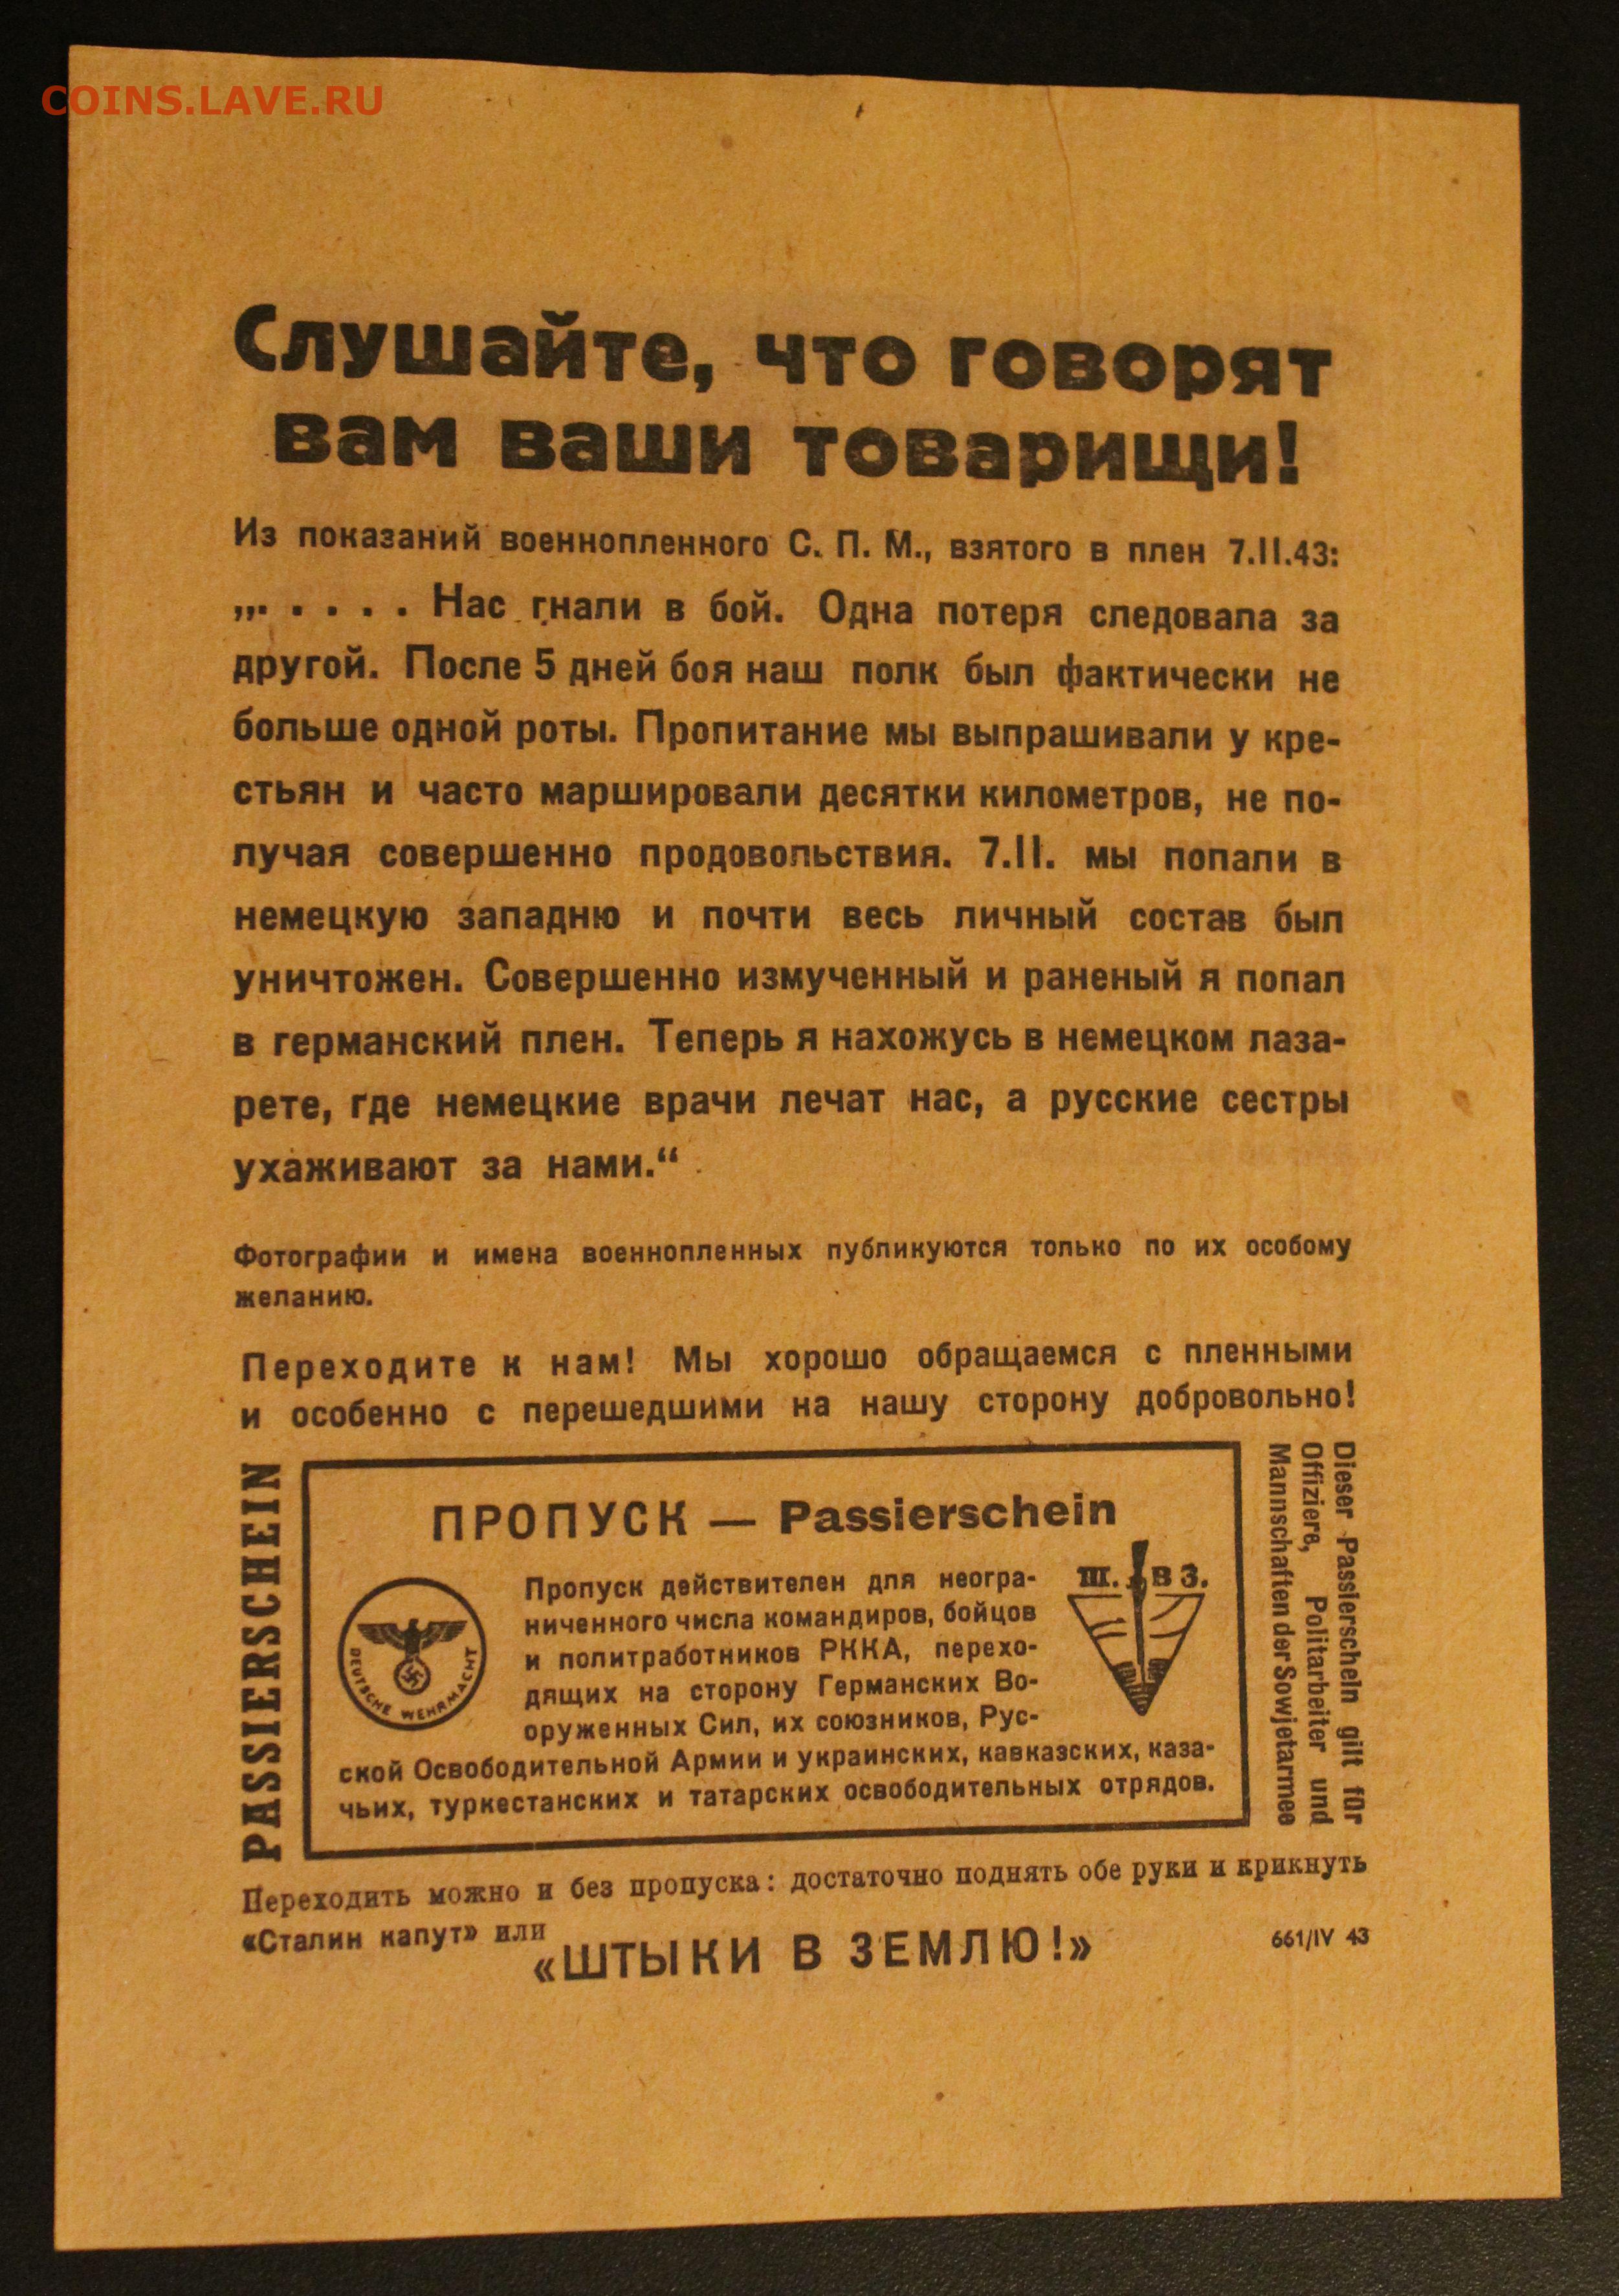 COINS.LAVE.RU
Слушайте, что говорят
вам ваши товарищи!
Из показаний военнопленного С. П. М., взятого в плен 7.II.43:
„. . . . . Нас гнали в бой. Одна потеря следовала за
другой. После 5 дней боя наш полк был фактически не
больше одной роты. Пропитание мы выпрашивали у кре-
стьян и часто маршировали десятки километров, не по-
лучая совершенно продовольствия. 7.II. мы попали в
немецкую западню и почти весь личный состав был
уничтожен. Совершенно измученный и раненый я попал
в германский плен. Теперь я нахожусь в немецком лаза-
рете, где немецкие врачи лечат нас, а русские сестры
ухаживают за нами.“
Фотографии и имена военнопленных публикуются только по их особому
желанию.
Переходите к нам! Мы хорошо обращаемся с пленными
и особенно с перешедшими на нашу сторону добровольно!
PASSIERSCHEIN
ПРОПУСК — Passierschein
DEUTSCHE WEHRMACHT
Пропуск действителен для неогра-
ниченного числа командиров, бойцов
и политработников РККА, перехо-
дящих на сторону Германских Во-
оруженных Сил, их союзников, Рус-
ской Освободительной Армии и украинских, кавказских, каза-
чьих, туркестанских и татарских освободительных отрядов.
Ш. В З.
Dieser Passierschein gilt für
Offiziere, Politarbeiter und
Mannschaften der Sowjetarmee
Переходить можно и без пропуска: достаточно поднять обе руки и крикнуть
«Сталин капут» или
«ШТЫКИ В ЗЕМЛЮ!»
661/IV 43